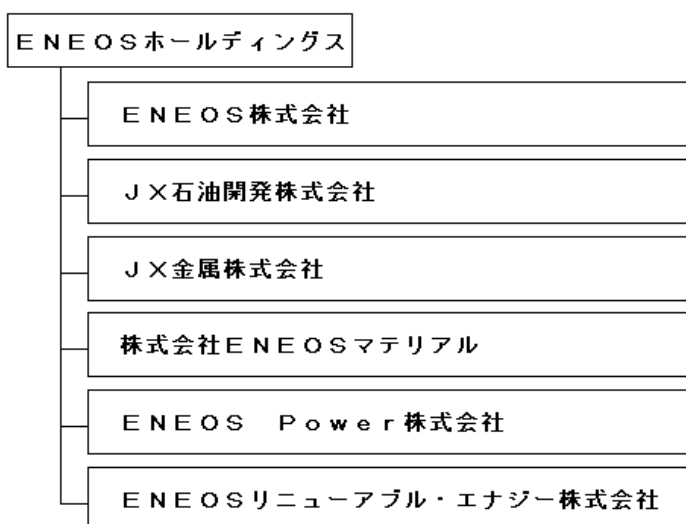 ENEOSホールディングス
ENEOS株式会社
JX石油開発株式会社
JX金属株式会社
株式会社ENEOSマテリアル
ENEOS Power株式会社
ENEOSリニューアブル・エナジー株式会社